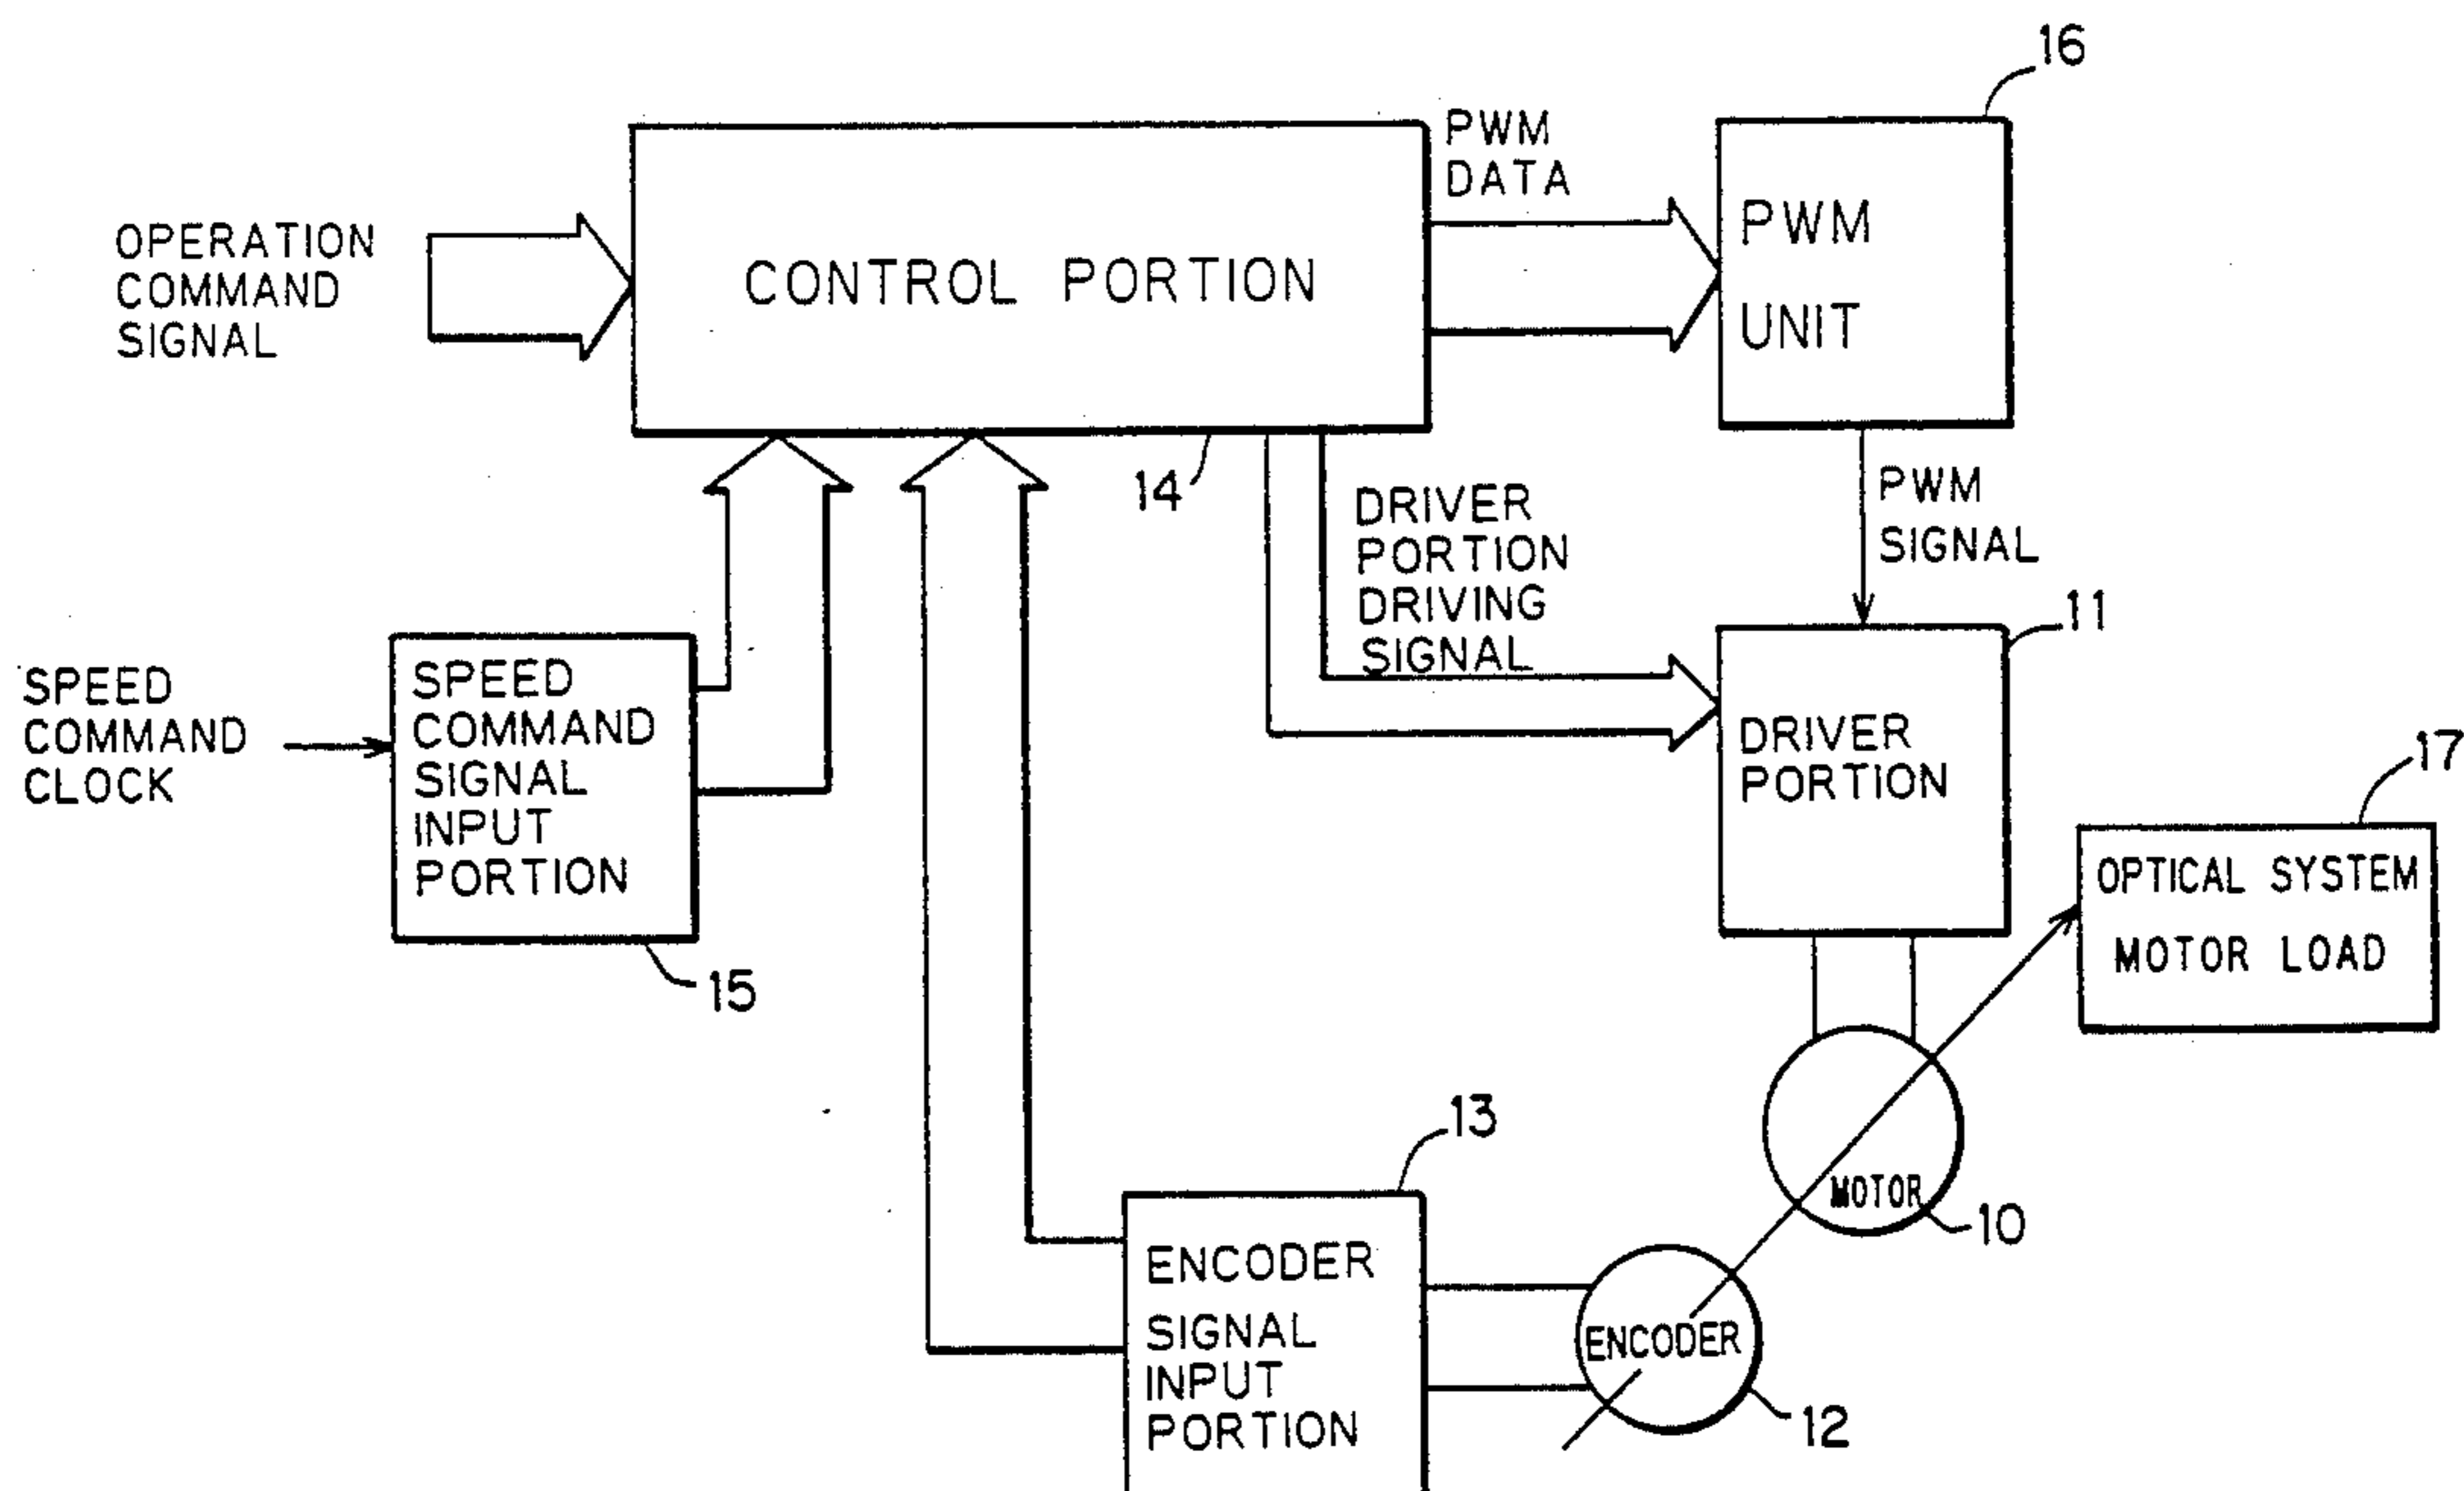 16
PWM
DATA
OPERATION
COMMAND
SIGNAL
CONTROL PORTION
PWM
UNIT
14
DRIVER
PORTION
DRIVING
SIGNAL
PWM
SIGNAL
11
SPEED
COMMAND
CLOCK
SPEED
COMMAND
SIGNAL
INPUT
PORTION
15
DRIVER
PORTION
17
OPTICAL SYSTEM
MOTOR LOAD
13
MOTOR
10
ENCODER
SIGNAL
INPUT
PORTION
ENCODER
12